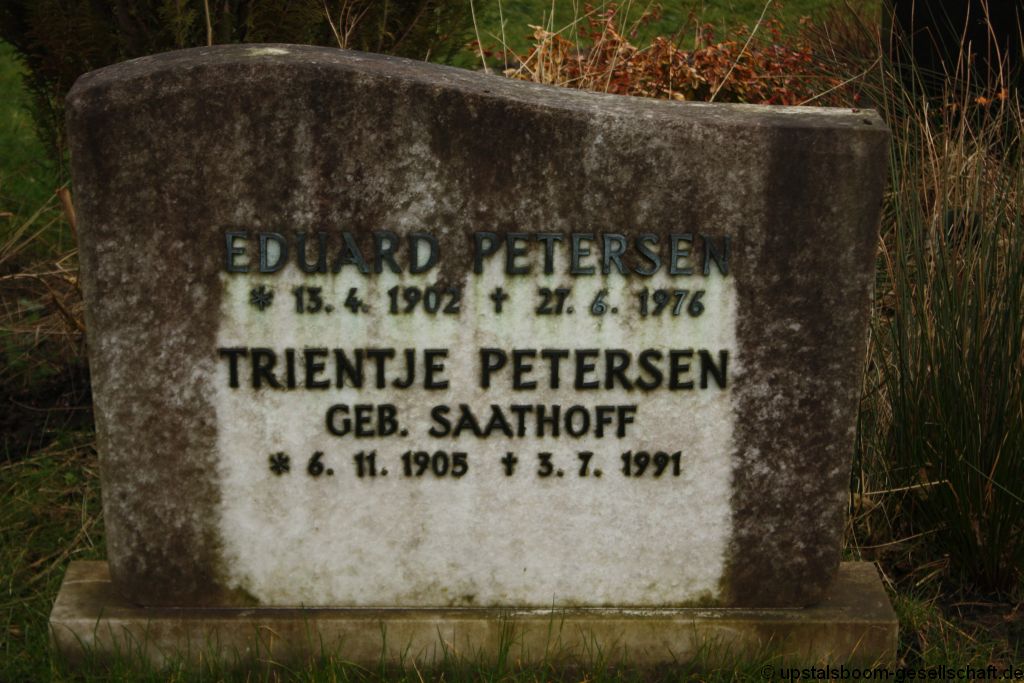 EDUARD PETERSEN
* 13. 4. 1902 † 27. 6. 1976
TRIENTJE PETERSEN
GEB. SAATHOFF
* 6. 11. 1905 † 3. 7. 1991
© upstalsboom-gesellschaft.de